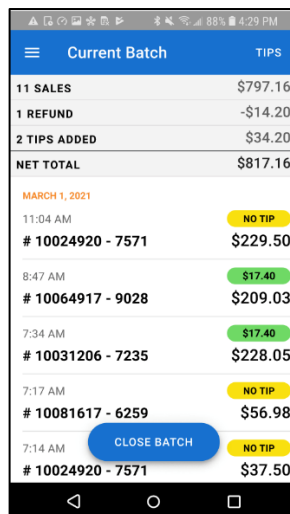 88% 4:29 PM
Current Batch TIPS
11 SALES $797.16
1 REFUND -$14.20
2 TIPS ADDED $34.20
NET TOTAL $817.16
MARCH 1, 2021
11:04 AM NO TIP
# 10024920 - 7571 $229.50
8:47 AM $17.40
# 10064917 - 9028 $209.03
7:34 AM $17.40
# 10031206 - 7235 $228.05
7:17 AM NO TIP
# 10081617 - 6259 $56.98
7:14 AM CLOSE BATCH NO TIP
# 10024920 - 7571 $37.50